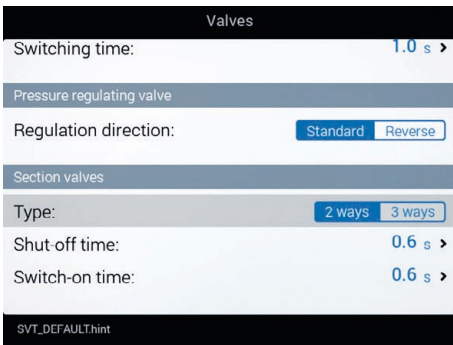 Valves
Switching time: 1.0 s >
Pressure regulating valve
Regulation direction: Standard Reverse
Section valves
Type: 2 ways 3 ways
Shut-off time: 0.6 s >
Switch-on time: 0.6 s >
SVT_DEFAULT.hint